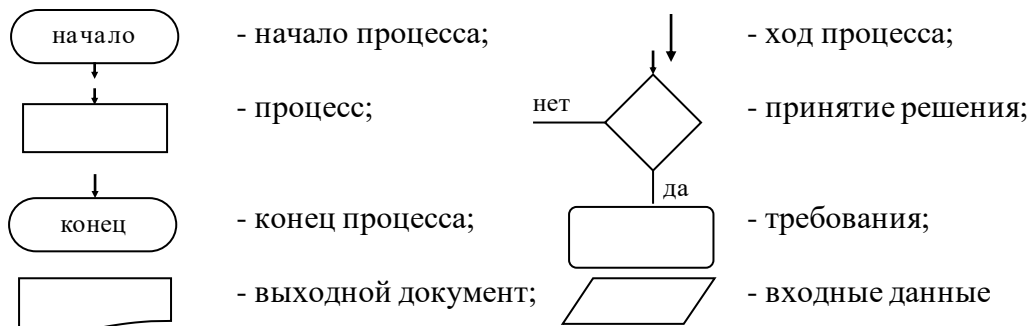 начало - начало процесса; - ход процесса;
нет - процесс; - принятие решения;
да
конец - конец процесса; - требования;
- выходной документ; - входные данные